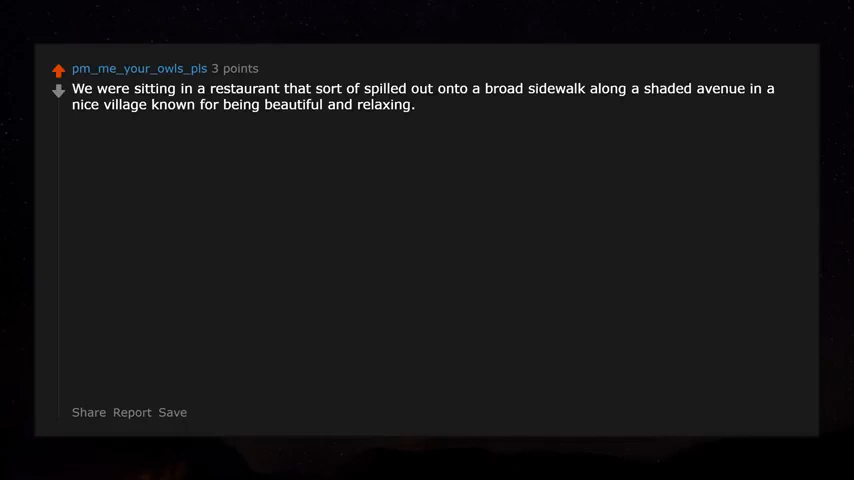 pm_me_your_owls_pls 3 points
We were sitting in a restaurant that sort of spilled out onto a broad sidewalk along a shaded avenue in a
nice village known for being beautiful and relaxing.
Share Report Save